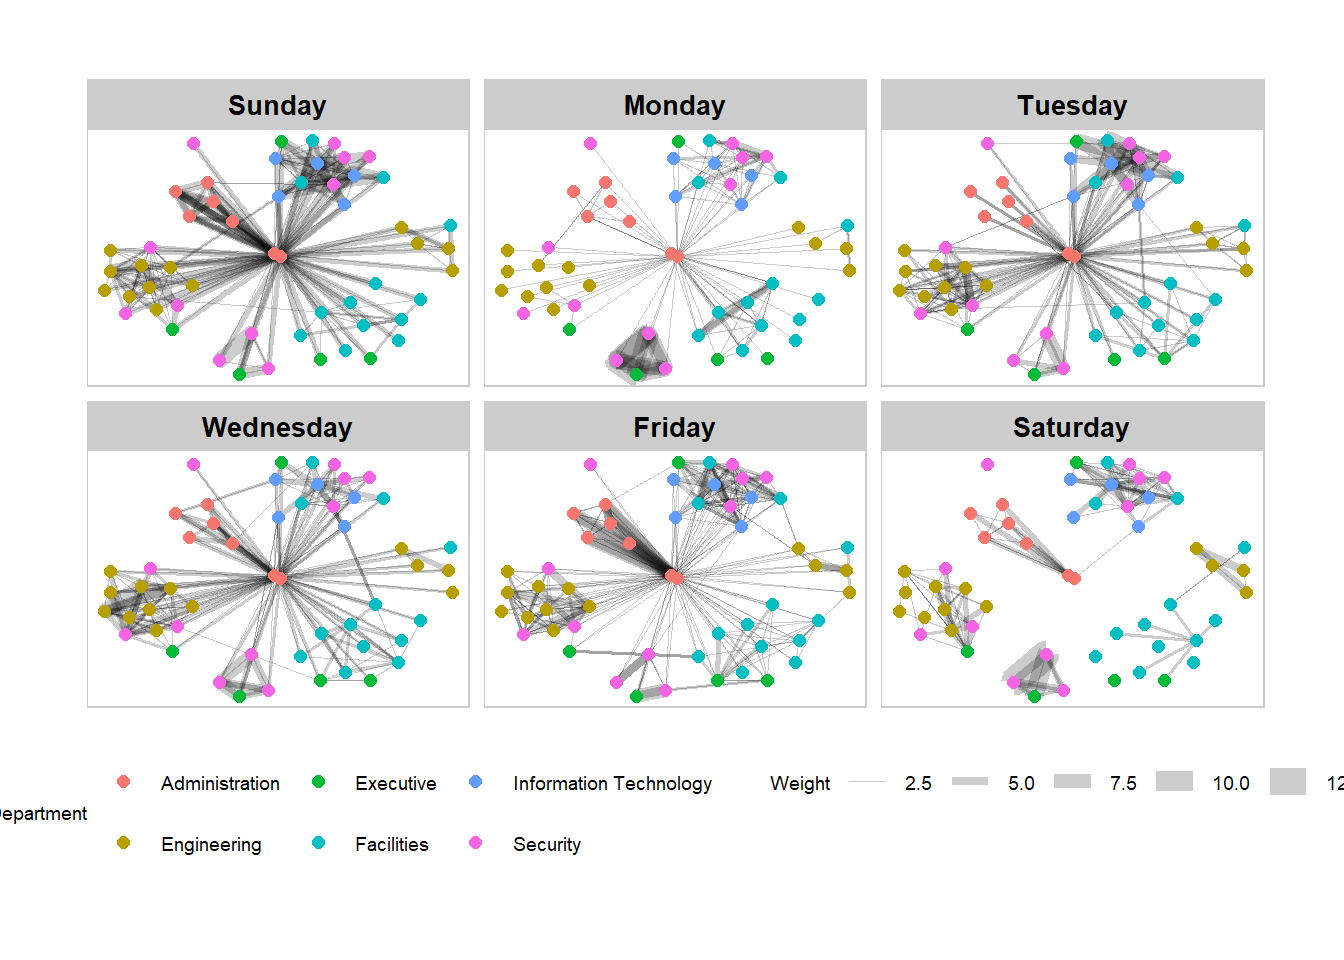 Sunday Monday Tuesday
Wednesday Friday Saturday
Administration Executive Information Technology Weight 2.5 5.0 7.5 10.0 12
epartment
Engineering Facilities Security